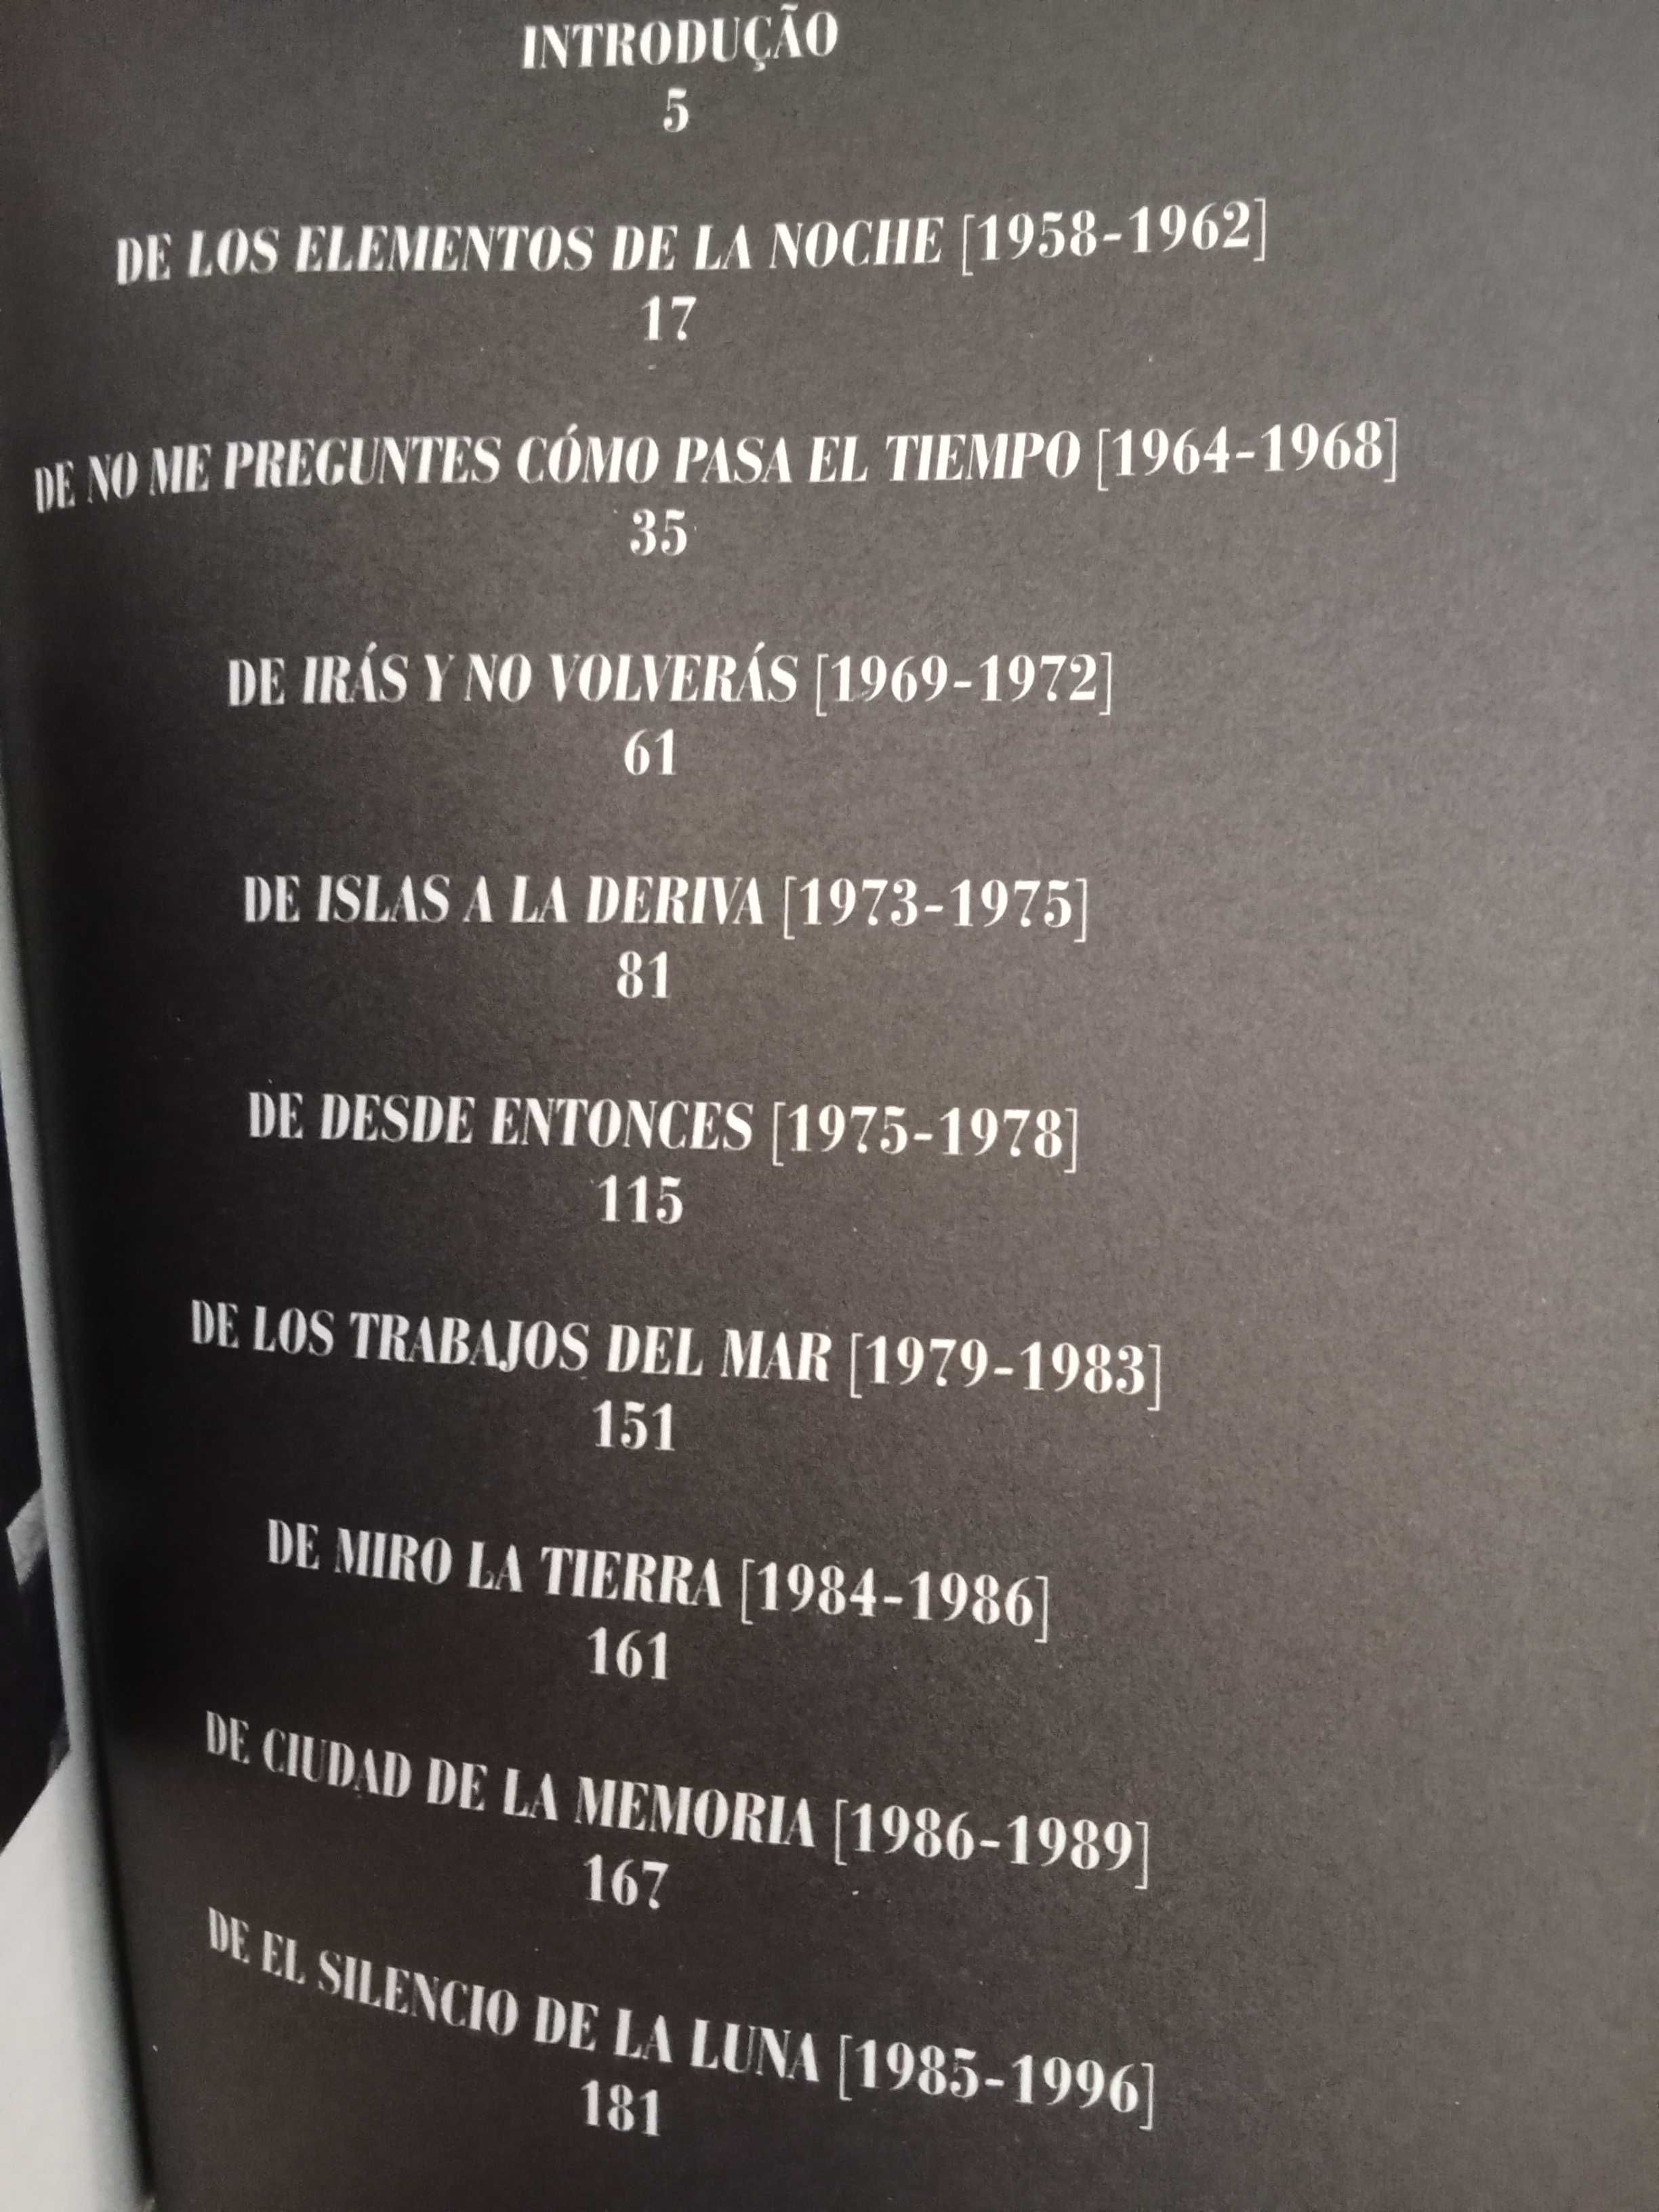 INTRODUÇÃO
5
DE LOS ELEMENTOS DE LA NOCHE [1958-1962]
17
DE NO ME PREGUNTES CÓMO PASA EL TIEMPO [1964-1968]
35
DE IRÁS Y NO VOLVERÁS [1969-1972]
61
DE ISLAS A LA DERIVA [1973-1975]
81
DE DESDE ENTONCES [1975-1978]
115
DE LOS TRABAJOS DEL MAR [1979-1983]
151
DE MIRO LA TIERRA [1984-1986]
161
DE CIUDAD DE LA MEMORIA [1986-1989]
167
DE EL SILENCIO DE LA LUNA [1985-1996]
181